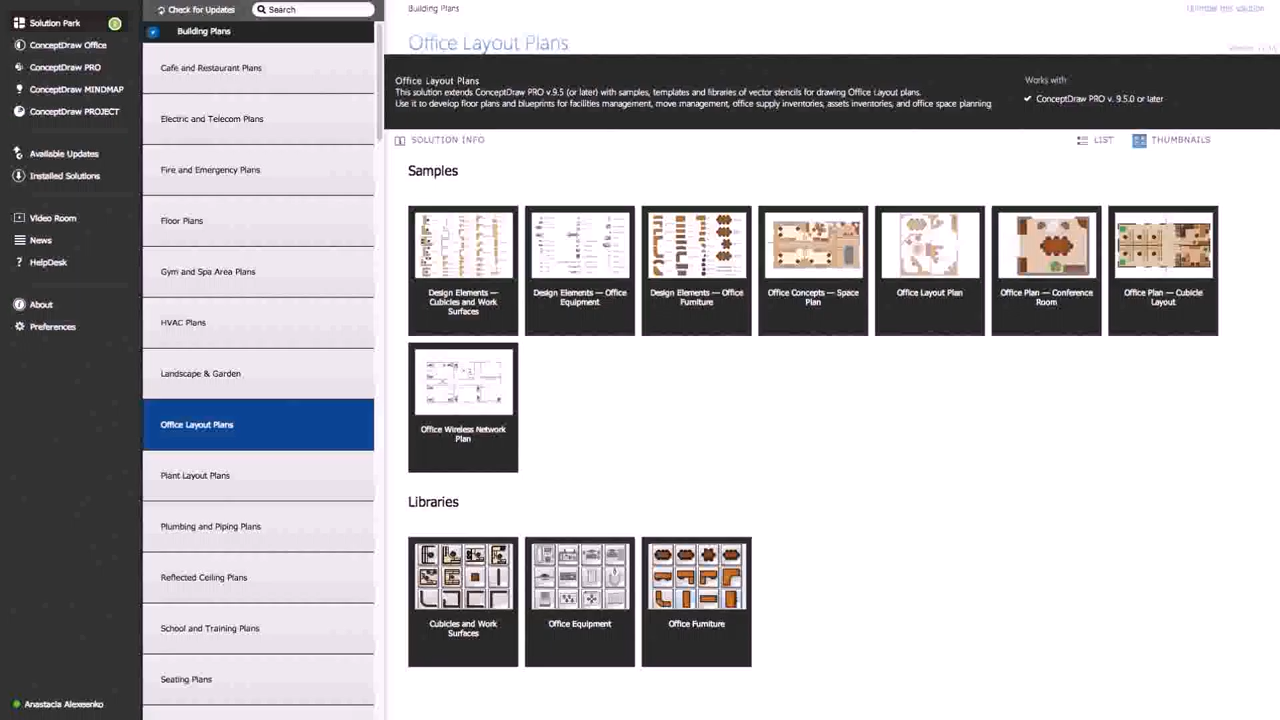 Solution Park
ConceptDraw Office
ConceptDraw PRO
ConceptDraw MINDMAP
ConceptDraw PROJECT
Available Updates
Installed Solutions
Video Room
News
HelpDesk
About
Preferences
Anastacia Alexeenko
Check for Updates
Search
Building Plans
Cafe and Restaurant Plans
Electric and Telecom Plans
Fire and Emergency Plans
Floor Plans
Gym and Spa Area Plans
HVAC Plans
Landscape & Garden
Office Layout Plans
Plant Layout Plans
Plumbing and Piping Plans
Reflected Ceiling Plans
School and Training Plans
Seating Plans
Building Plans
this solution
Office Layout Plans
Office Layout Plans
This solution extends ConceptDraw PRO v.9.5 (or later) with samples, templates and libraries of vector stencils for drawing Office Layout plans.
Use it to develop floor plans and blueprints for facilities management, move management, office supply inventories, assets inventories, and office space planning
Works with:
ConceptDraw PRO v. 9.5.0 or later
SOLUTION INFO
LIST
THUMBNAILS
Samples
Design Elements —
Cubicles and Work
Surfaces
Design Elements — Office
Equipment
Design Elements — Office
Furniture
Office Concepts — Space
Plan
Office Layout Plan
Office Plan — Conference
Room
Office Plan — Cubicle
Layout
Office Wireless Network
Plan
Libraries
Cubicles and Work
Surfaces
Office Equipment
Office Furniture